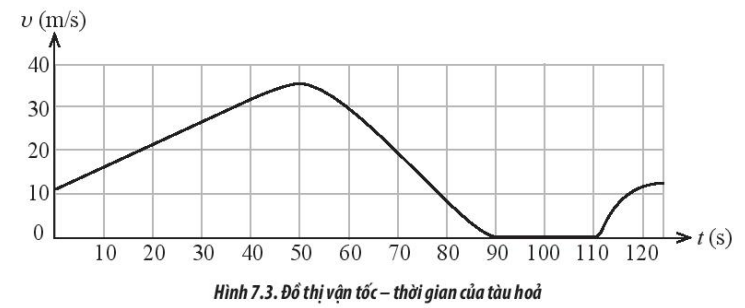 υ (m/s)
40
30
20
10
0
10 20 30 40 50 60 70 80 90 100 110 120
t (s)
Hình 7.3. Đồ thị vận tốc – thời gian của tàu hoả